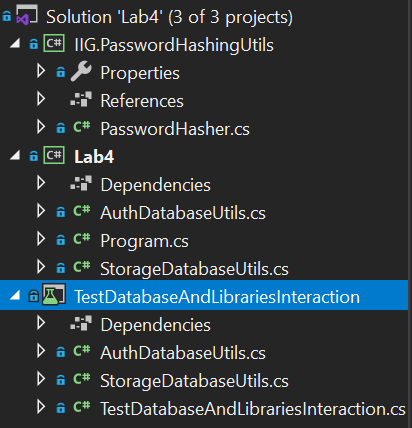 Solution 'Lab4' (3 of 3 projects)
C# IIG.PasswordHashingUtils
Properties
References
C# PasswordHasher.cs
C# Lab4
Dependencies
C# AuthDatabaseUtils.cs
C# Program.cs
C# StorageDatabaseUtils.cs
TestDatabaseAndLibrariesInteraction
Dependencies
C# AuthDatabaseUtils.cs
C# StorageDatabaseUtils.cs
C# TestDatabaseAndLibrariesInteraction.cs